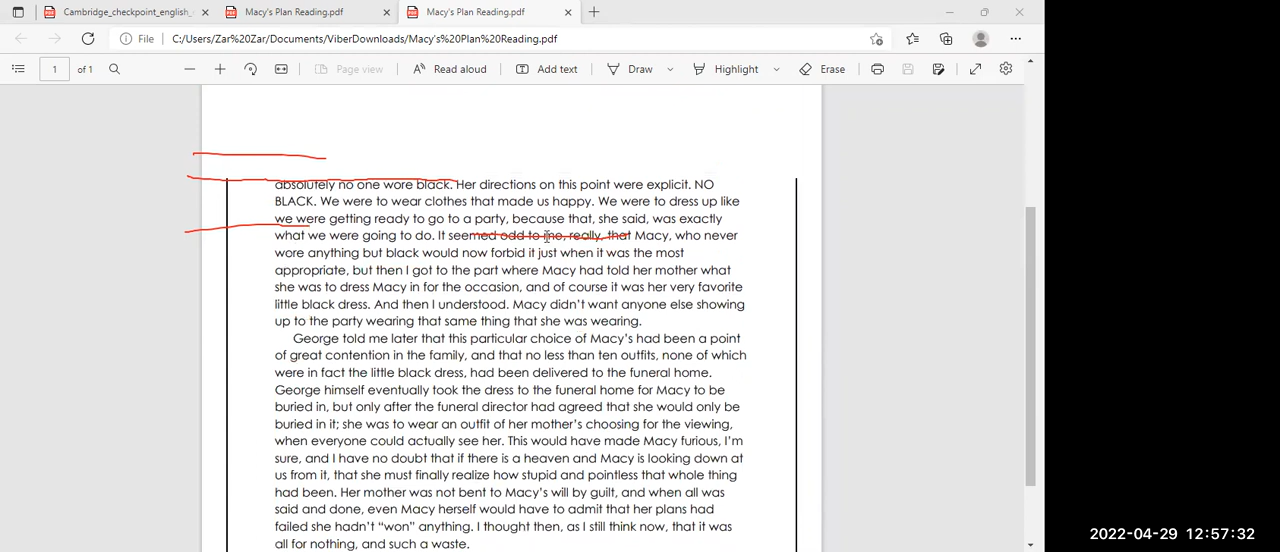 Cambridge_checkpoint_english_
Macy's Plan Reading.pdf
Macy's Plan Reading.pdf
File
C:/Users/Zar%20Zar/Documents/ViberDownloads/Macy's%20Plan%20Reading.pdf
1 of 1
Page view
Read aloud
Add text
Draw
Highlight
Erase
absolutely no one wore black. Her directions on this point were explicit. NO
BLACK. We were to wear clothes that made us happy. We were to dress up like
we were getting ready to go to a party, because that, she said, was exactly
what we were going to do. It seemed odd to me, really, that Macy, who never
wore anything but black would now forbid it just when it was the most
appropriate, but then I got to the part where Macy had told her mother what
she was to dress Macy in for the occasion, and of course it was her very favorite
little black dress. And then I understood. Macy didn't want anyone else showing
up to the party wearing that same thing that she was wearing.
George told me later that this particular choice of Macy's had been a point
of great contention in the family, and that no less than ten outfits, none of which
were in fact the little black dress, had been delivered to the funeral home.
George himself eventually took the dress to the funeral home for Macy to be
buried in, but only after the funeral director had agreed that she would only be
buried in it; she was to wear an outfit of her mother's choosing for the viewing,
when everyone could actually see her. This would have made Macy furious, I'm
sure, and I have no doubt that if there is a heaven and Macy is looking down at
us from it, that she must finally realize how stupid and pointless that whole thing
had been. Her mother was not bent to Macy's will by guilt, and when all was
said and done, even Macy herself would have to admit that her plans had
failed she hadn't "won" anything. I thought then, as I still think now, that it was
all for nothing, and such a waste.
2022-04-29 12:57:32